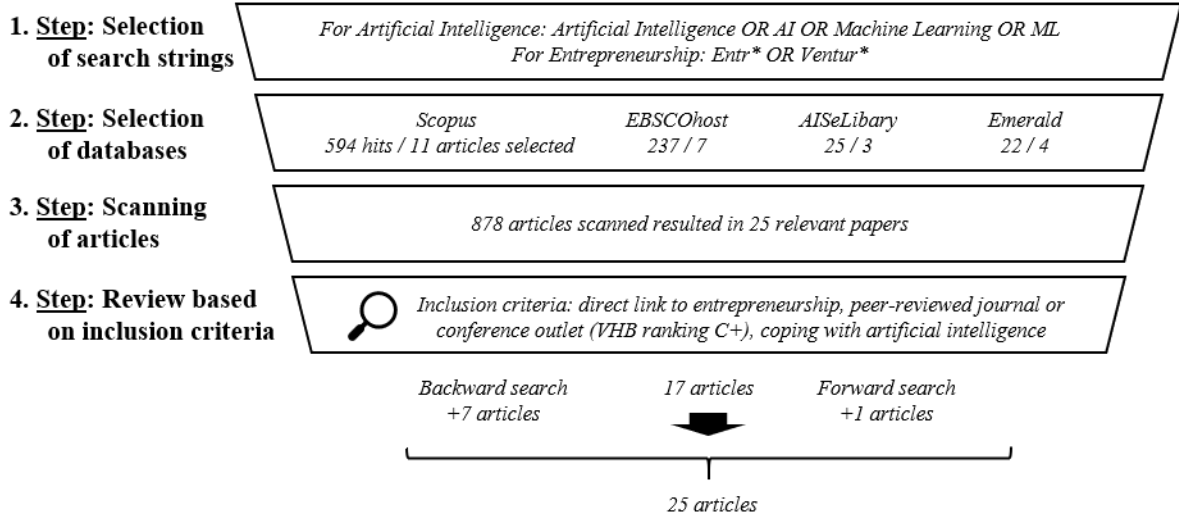 1. Step: Selection
of search strings
For Artificial Intelligence: Artificial Intelligence OR AI OR Machine Learning OR ML
For Entrepreneurship: Entr* OR Ventur*
2. Step: Selection
of databases
Scopus
594 hits / 11 articles selected
EBSCOhost
237 / 7
AISeLibary
25 / 3
Emerald
22 / 4
3. Step: Scanning
of articles
878 articles scanned resulted in 25 relevant papers
4. Step: Review based
on inclusion criteria
Inclusion criteria: direct link to entrepreneurship, peer-reviewed journal or
conference outlet (VHB ranking C+), coping with artificial intelligence
Backward search
+7 articles
17 articles
Forward search
+1 articles
25 articles